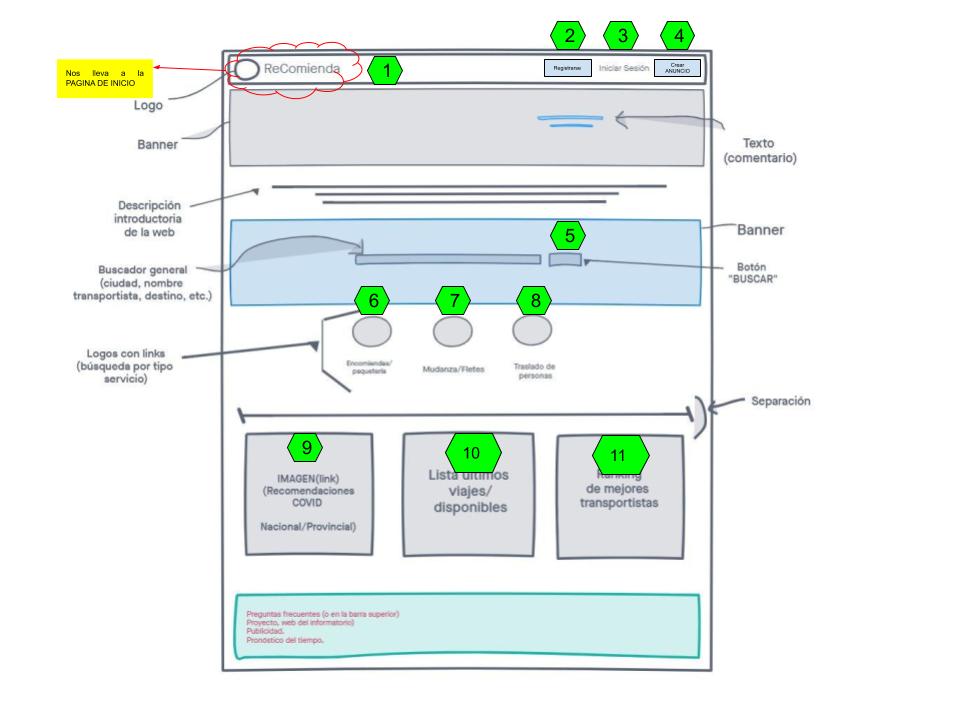 2
3
4
Nos lleva a la
PAGINA DE INICIO
ReComienda
1
Registrarse
Iniciar Sesión
Crear
ANUNCIO
Logo
Banner
Texto
(comentario)
Descripción
introductoria
de la web
Banner
5
Buscador general
(ciudad, nombre
transportista, destino, etc.)
Botón
"BUSCAR"
6
7
8
Logos con links
(búsqueda por tipo
servicio)
Encomiendas/
paquetería
Mudanza/Fletes
Traslado de
personas
Separación
9
10
11
IMAGEN(link)
(Recomendaciones
COVID
Nacional/Provincial)
Lista últimos
viajes/
disponibles
Ranking
de mejores
transportistas
Preguntas frecuentes (o en la barra superior)
Proyecto, web del informatorio)
Publicidad.
Pronóstico del tiempo.